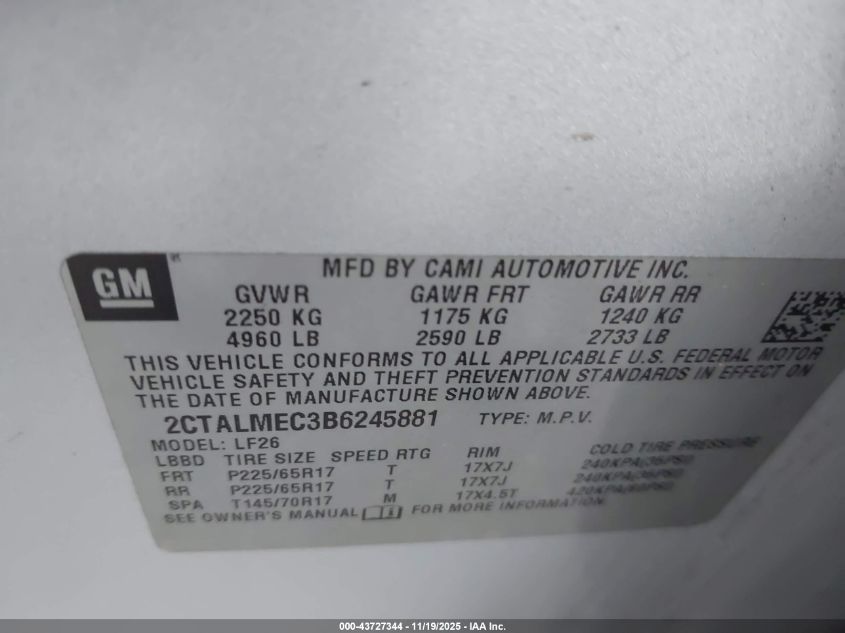 GM
MFD BY CAMI AUTOMOTIVE INC.
GVWR GAWR FRT GAWR RR
2250 KG 1175 KG 1240 KG
4960 LB 2590 LB 2733 LB
THIS VEHICLE CONFORMS TO ALL APPLICABLE U.S. FEDERAL MOTOR
VEHICLE SAFETY AND THEFT PREVENTION STANDARDS IN EFFECT ON
THE DATE OF MANUFACTURE SHOWN ABOVE.
2CTALMEC3B6245881 TYPE: M.P.V.
MODEL: LF26
LBBD TIRE SIZE SPEED RTG RIM COLD TIRE PRESSURE
FRT P225/65R17 T 17X7J 240KPA(35PSI)
RR P225/65R17 T 17X7J 240KPA(35PSI)
SPA T145/70R17 M 17X4.5T 420KPA(60PSI)
SEE OWNER'S MANUAL FOR MORE INFORMATION.
000-43727344 - 11/19/2025 - IAA Inc.